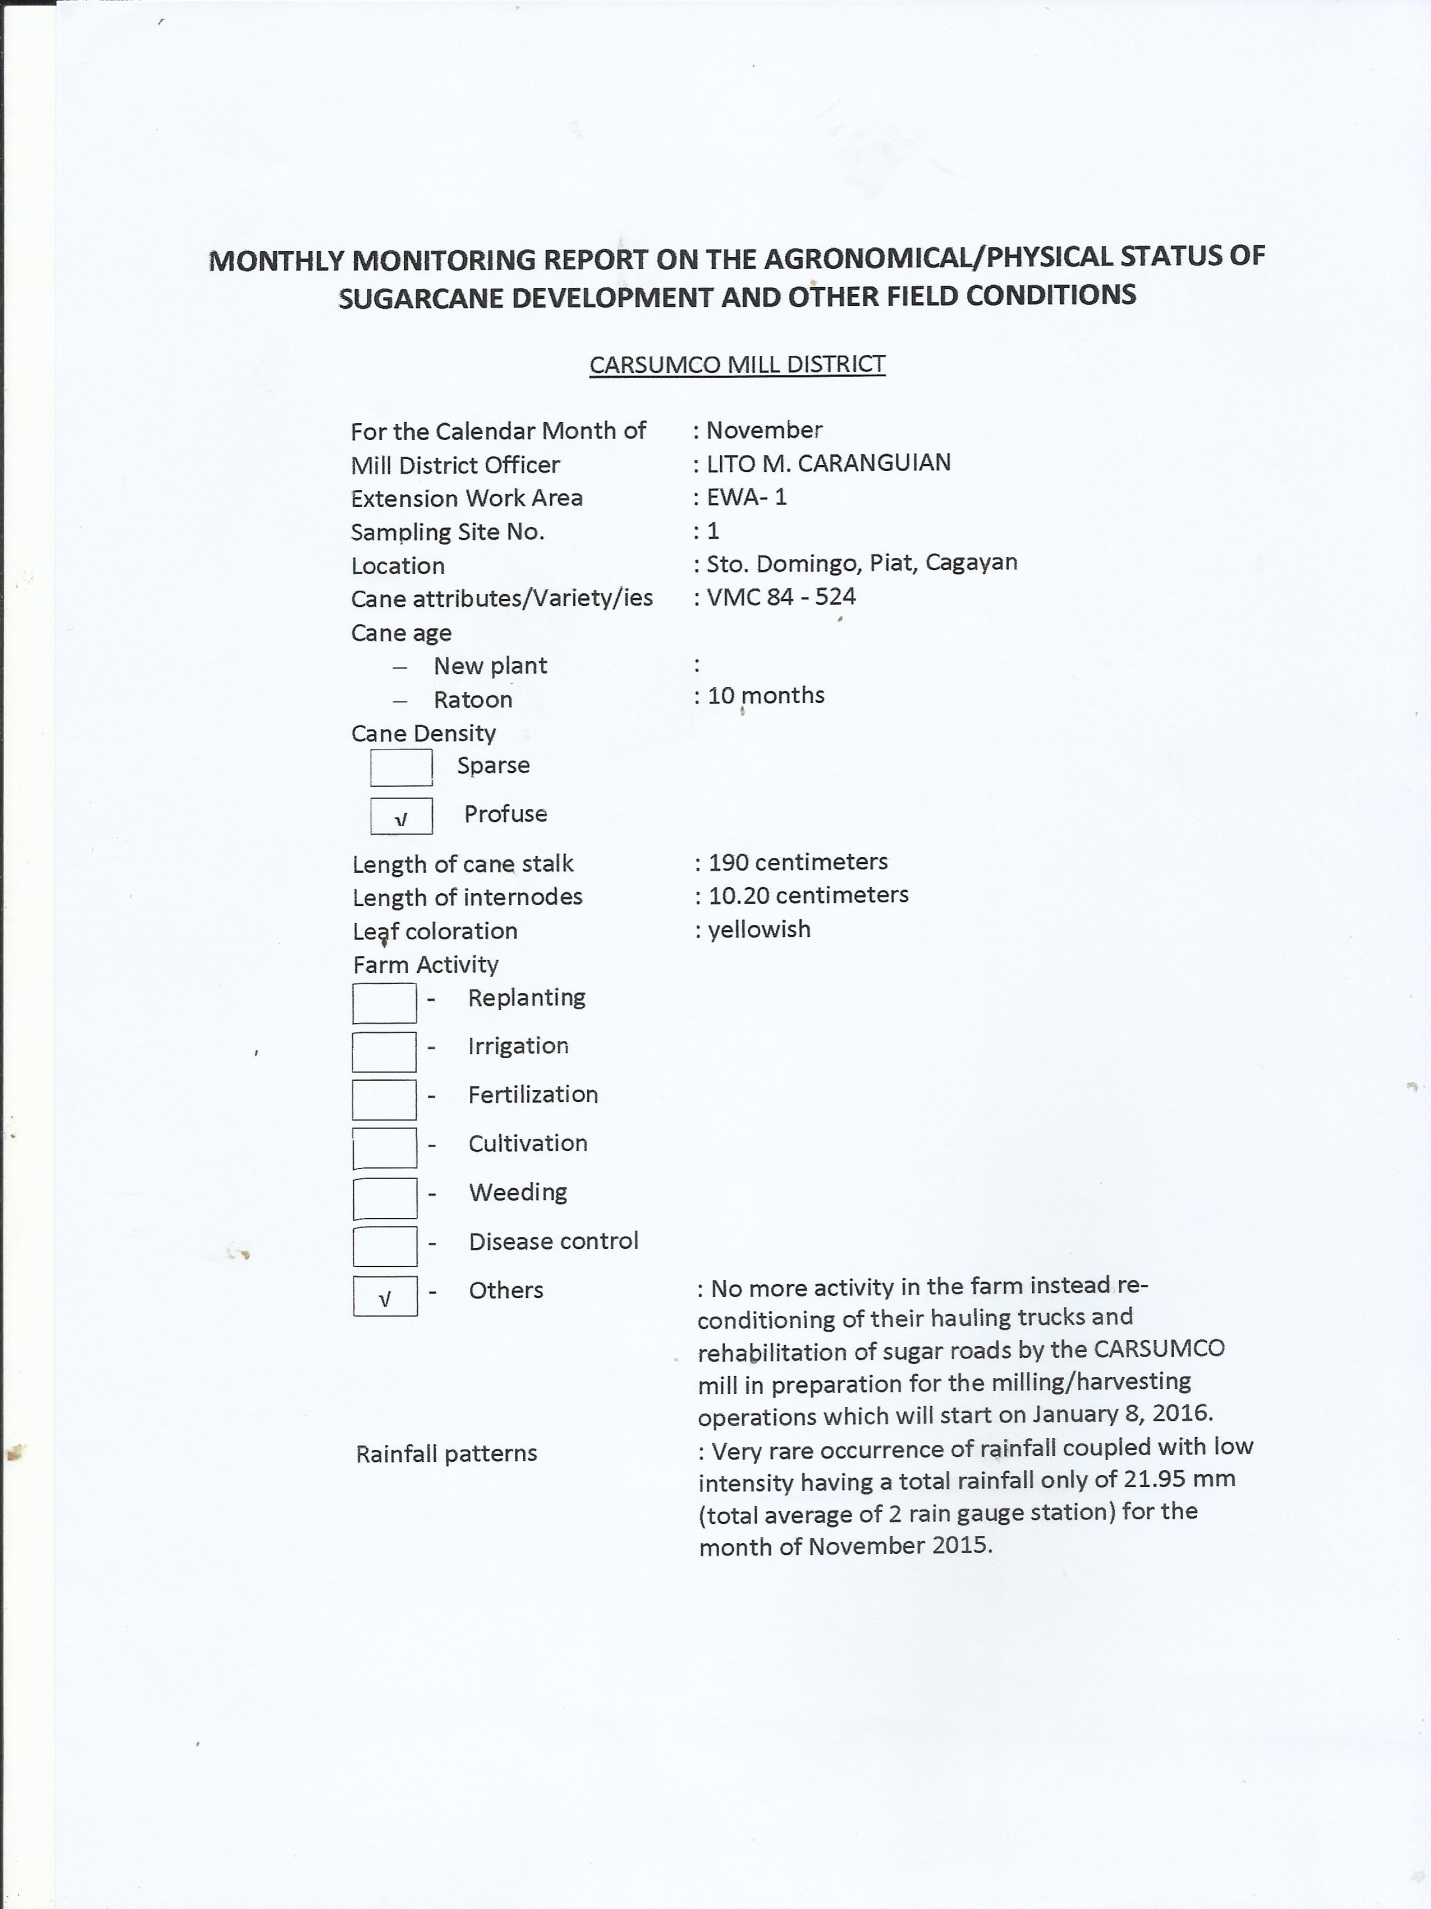 MONTHLY MONITORING REPORT ON THE AGRONOMICAL/PHYSICAL STATUS OF
SUGARCANE DEVELOPMENT AND OTHER FIELD CONDITIONS
CARSUMCO MILL DISTRICT
For the Calendar Month of : November
Mill District Officer : LITO M. CARANGUIAN
Extension Work Area : EWA- 1
Sampling Site No. : 1
Location : Sto. Domingo, Piat, Cagayan
Cane attributes/Variety/ies : VMC 84 - 524
Cane age
– New plant :
– Ratoon : 10 months
Cane Density
Sparse
√ Profuse
Length of cane stalk : 190 centimeters
Length of internodes : 10.20 centimeters
Leaf coloration : yellowish
Farm Activity
- Replanting
- Irrigation
- Fertilization
- Cultivation
- Weeding
- Disease control
√ - Others : No more activity in the farm instead re-
conditioning of their hauling trucks and
rehabilitation of sugar roads by the CARSUMCO
mill in preparation for the milling/harvesting
operations which will start on January 8, 2016.
Rainfall patterns : Very rare occurrence of rainfall coupled with low
intensity having a total rainfall only of 21.95 mm
(total average of 2 rain gauge station) for the
month of November 2015.